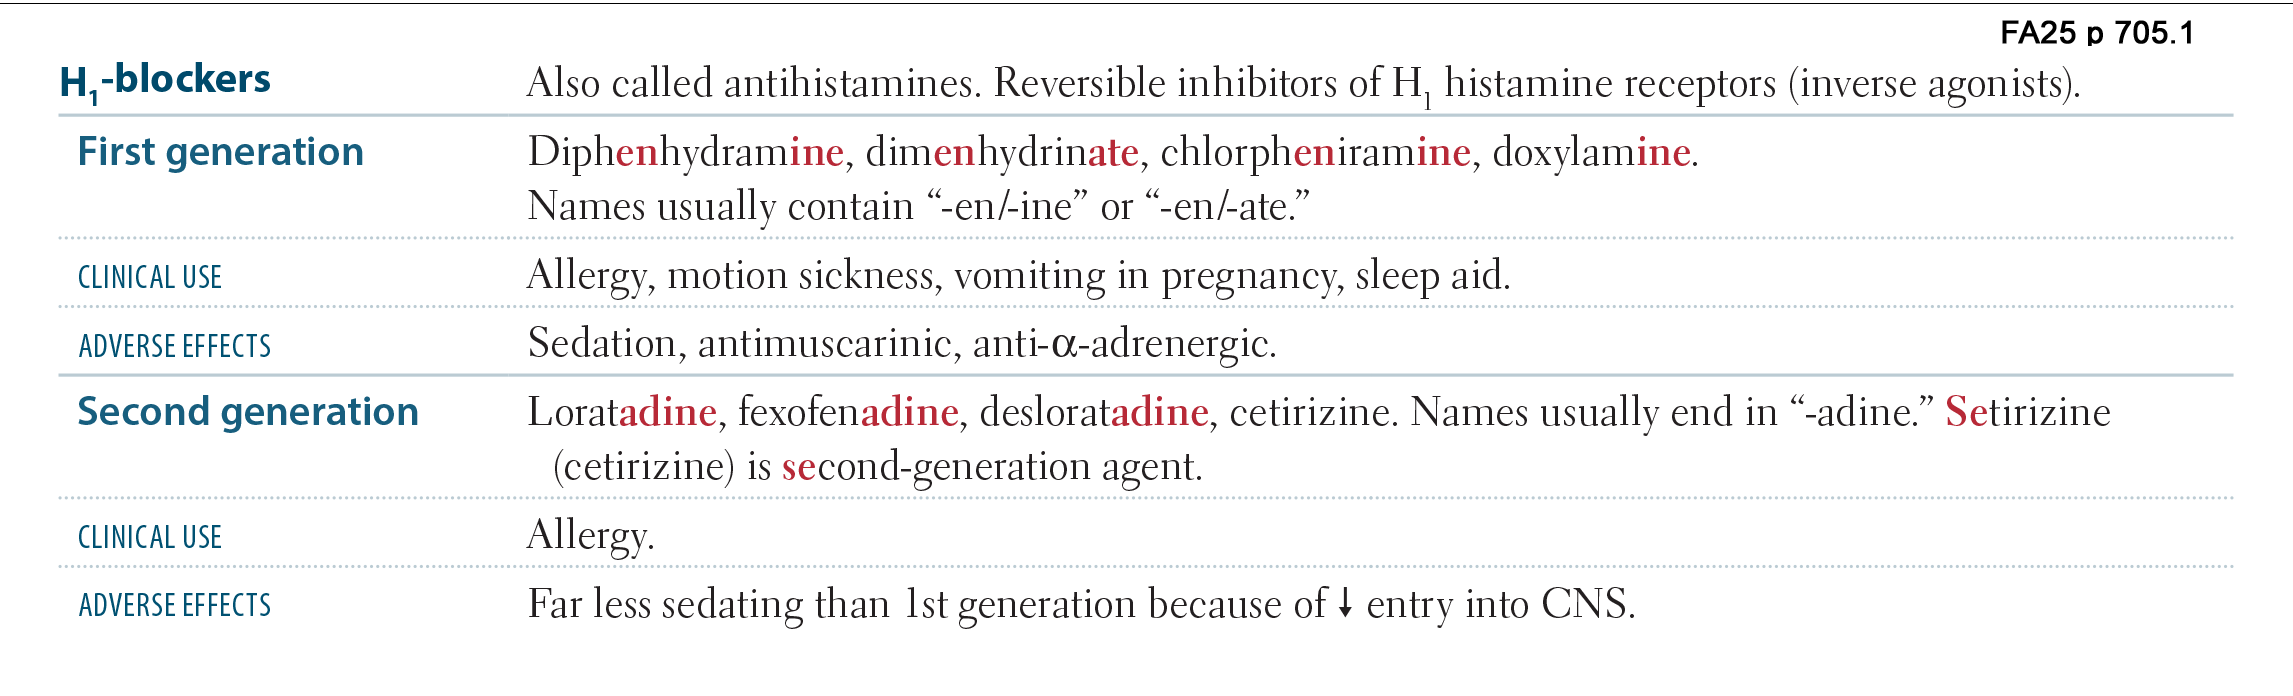 FA25 p 705.1
H₁-blockers Also called antihistamines. Reversible inhibitors of H₁ histamine receptors (inverse agonists).
First generation Diphenhydramine, dimenhydrinate, chlorpheniramine, doxylamine.
Names usually contain “-en/-ine” or “-en/-ate.”
CLINICAL USE Allergy, motion sickness, vomiting in pregnancy, sleep aid.
ADVERSE EFFECTS Sedation, antimuscarinic, anti-α-adrenergic.
Second generation Loratadine, fexofenadine, desloratadine, cetirizine. Names usually end in “-adine.” Setirizine
(cetirizine) is second-generation agent.
CLINICAL USE Allergy.
ADVERSE EFFECTS Far less sedating than 1st generation because of ↓ entry into CNS.